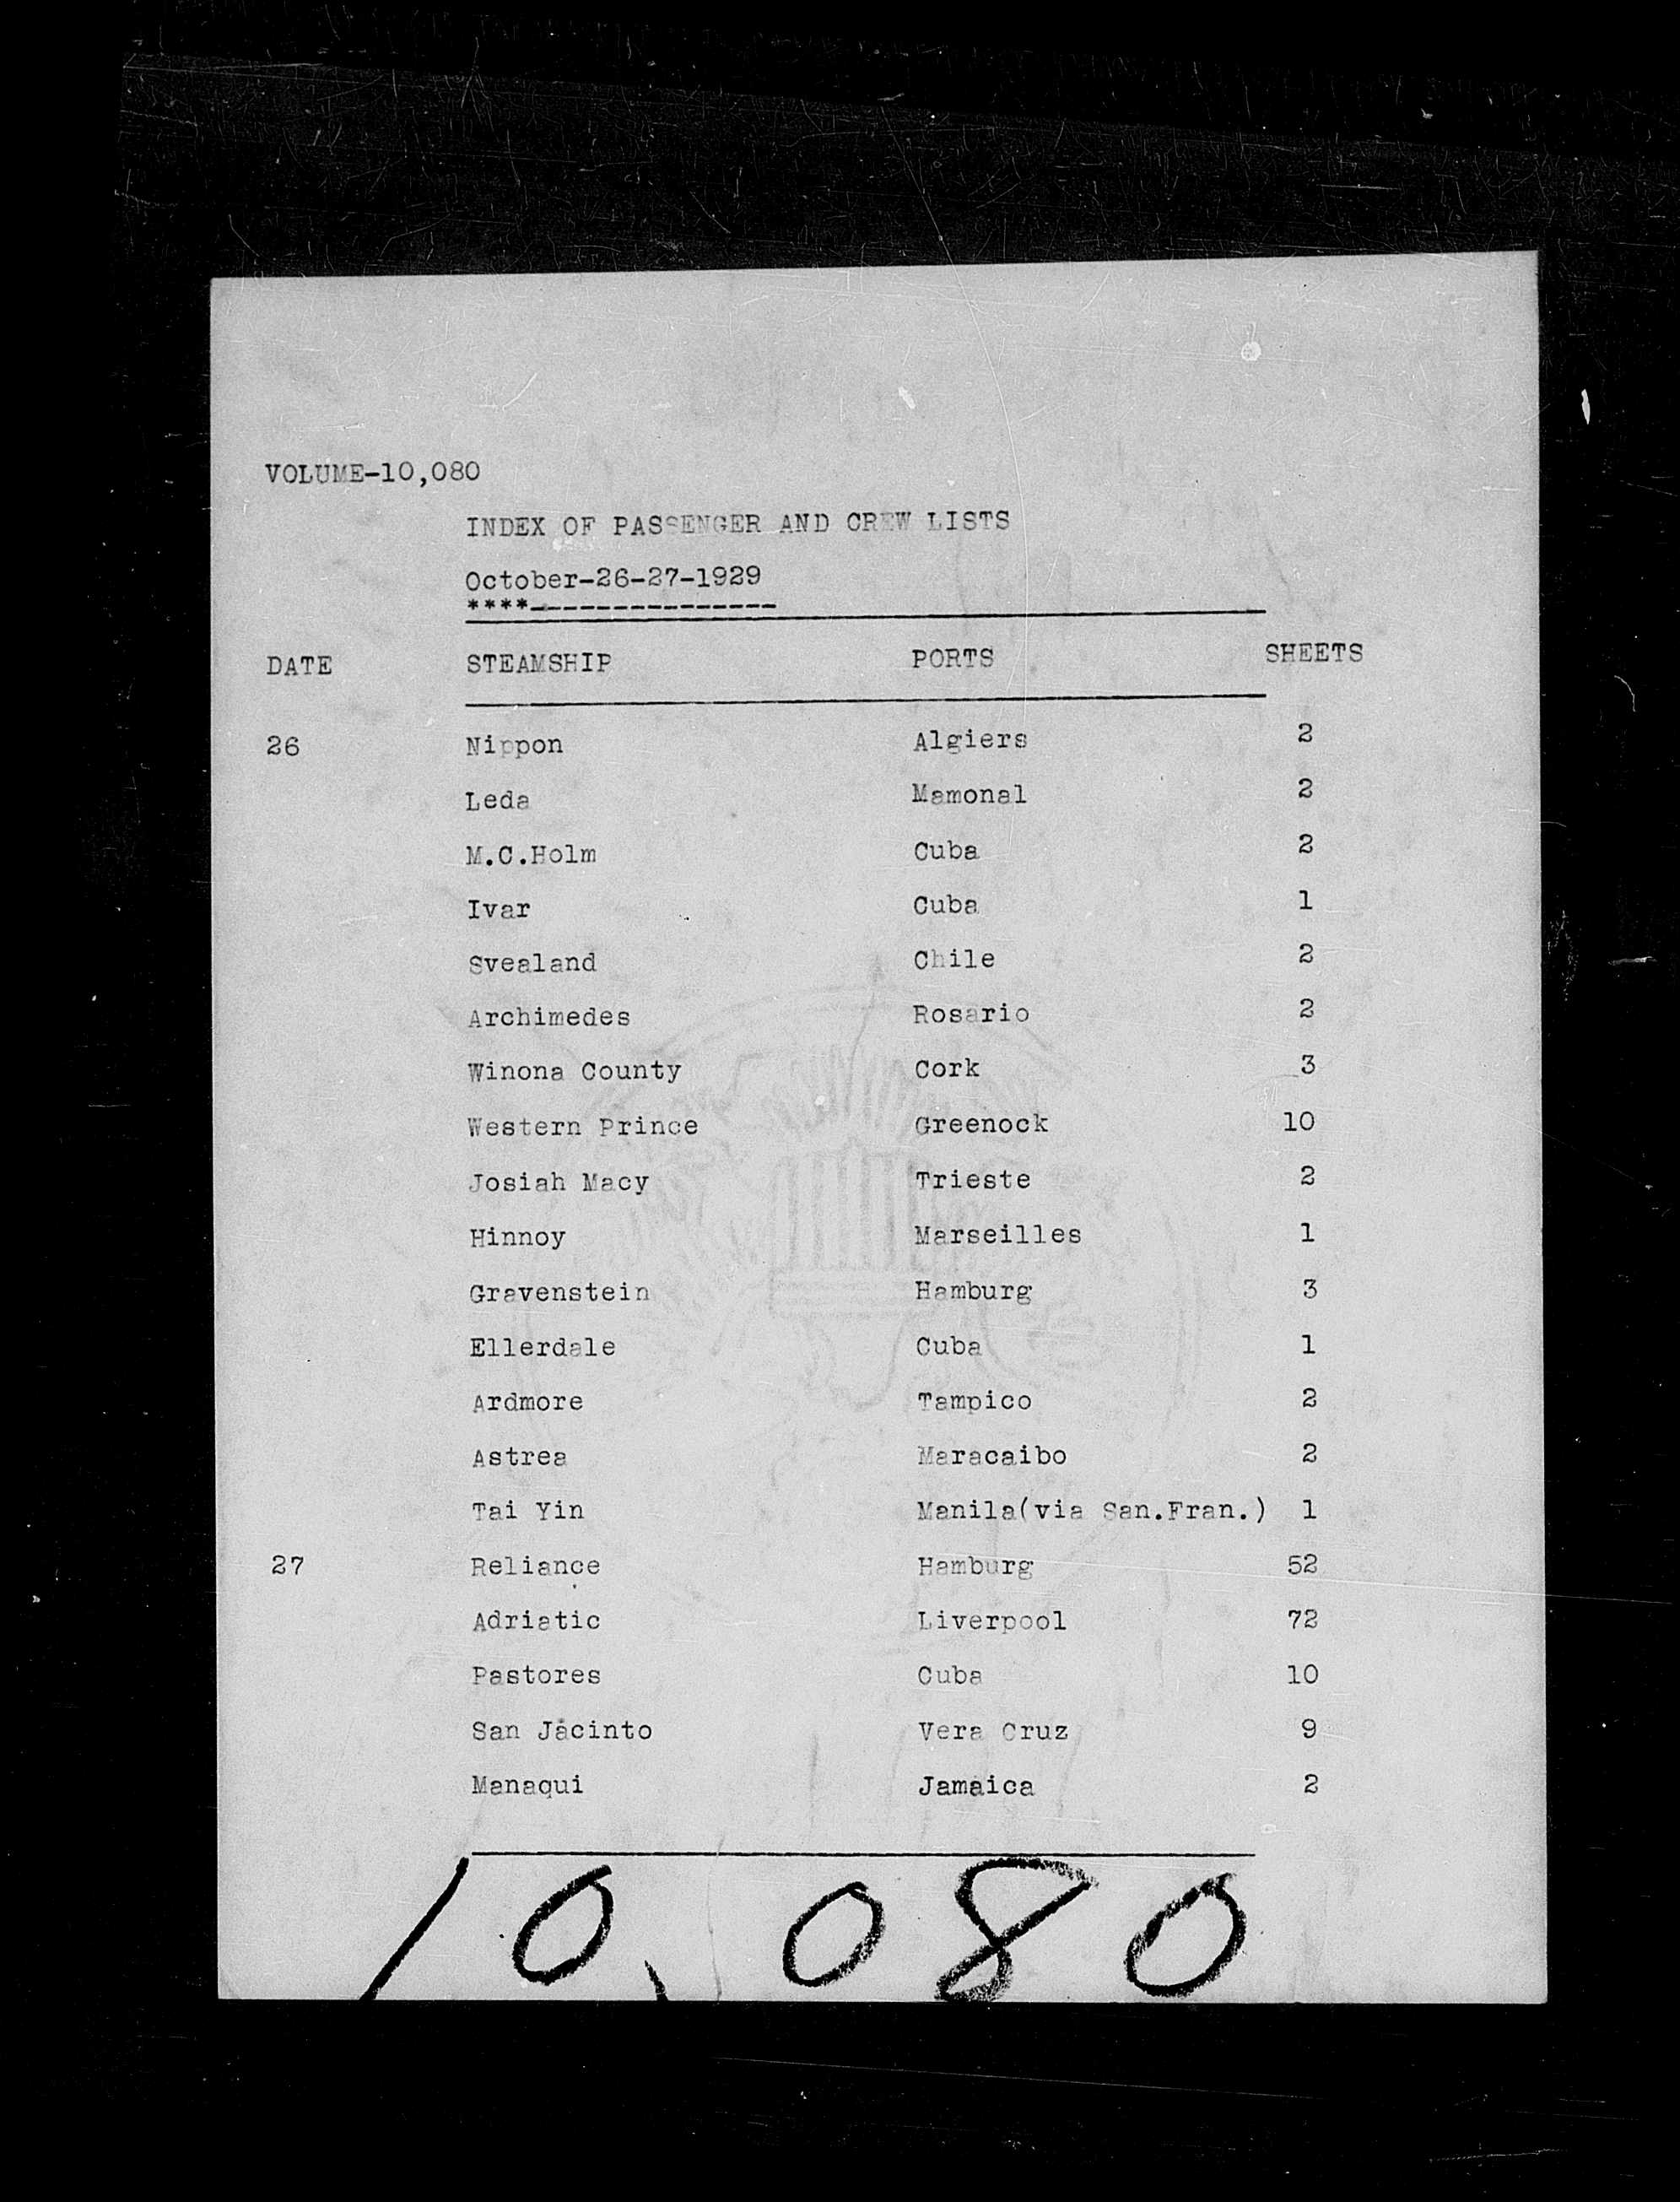 VOLUME-10,080
INDEX OF PASSENGER AND CREW LISTS
October-26-27-1929
****---------------
DATE STEAMSHIP PORTS SHEETS
26 Nippon Algiers 2
Leda Mamonal 2
M.C.Holm Cuba 2
Ivar Cuba 1
Svealand Chile 2
Archimedes Rosario 2
Winona County Cork 3
Western Prince Greenock 10
Josiah Macy Trieste 2
Hinnoy Marseilles 1
Gravenstein Hamburg 3
Ellerdale Cuba 1
Ardmore Tampico 2
Astrea Maracaibo 2
Tai Yin Manila(via San.Fran.) 1
27 Reliance Hamburg 52
Adriatic Liverpool 72
Pastores Cuba 10
San Jacinto Vera Cruz 9
Manaqui Jamaica 2
10,080